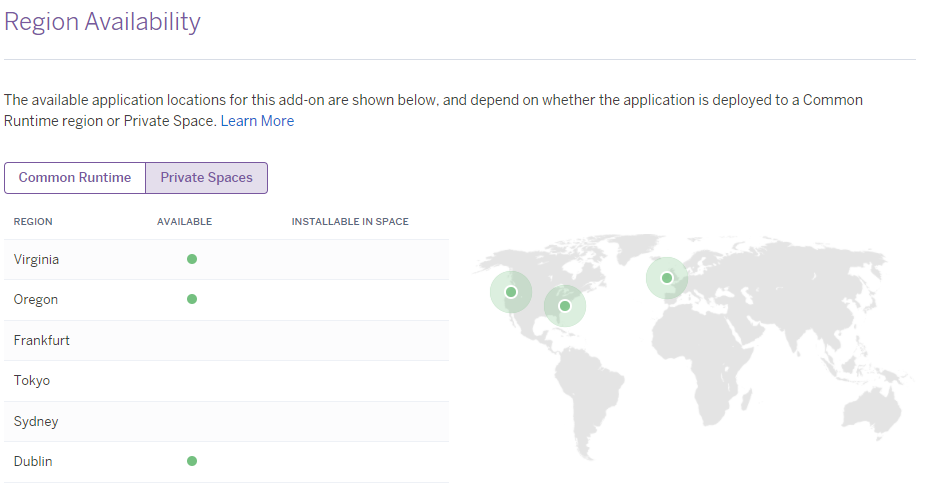 Region Availability
The available application locations for this add-on are shown below, and depend on whether the application is deployed to a Common
Runtime region or Private Space. Learn More
Common Runtime Private Spaces
REGION AVAILABLE INSTALLABLE IN SPACE
Virginia
Oregon
Frankfurt
Tokyo
Sydney
Dublin